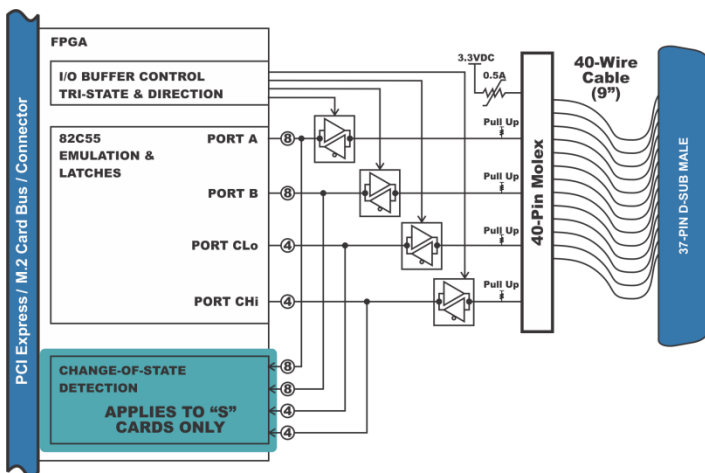 PCI Express / M.2 Card Bus / Connector
FPGA
I/O BUFFER CONTROL
TRI-STATE & DIRECTION
82C55
EMULATION &
LATCHES
PORT A
8
PORT B
8
PORT CLo
4
PORT CHi
4
CHANGE-OF-STATE
DETECTION
APPLIES TO “S”
CARDS ONLY
8
8
4
4
3.3VDC
0.5A
Pull Up
Pull Up
Pull Up
Pull Up
40-Pin Molex
40-Wire
Cable
(9”)
37-PIN D-SUB MALE